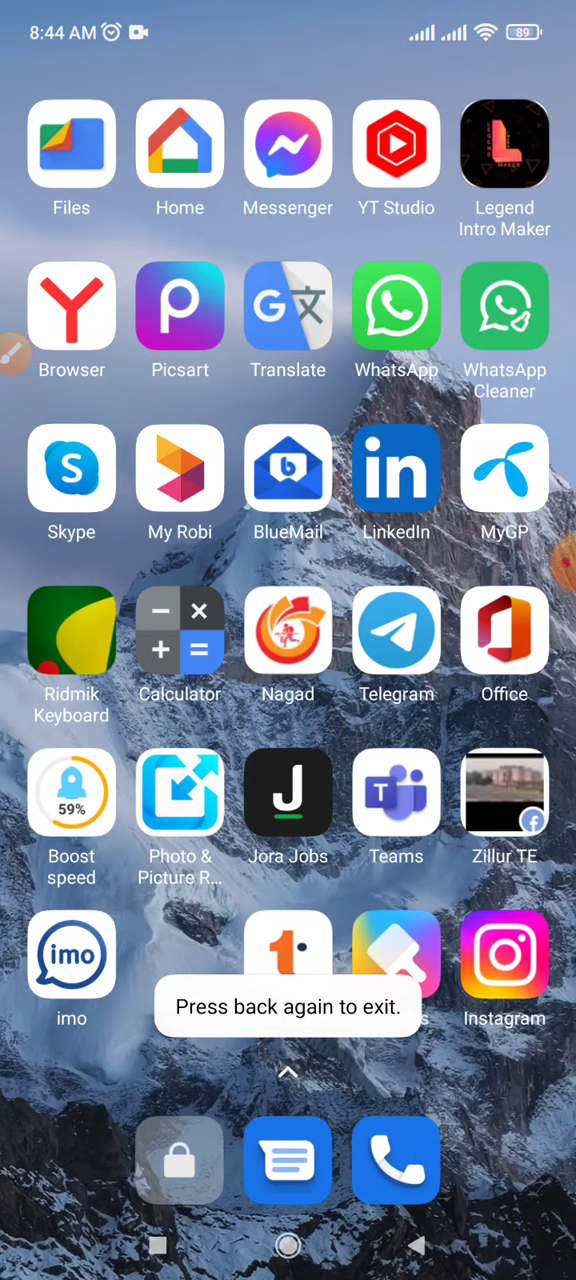 8:44 AM
89
Files
Home
Messenger
YT Studio
Legend
Intro Maker
Browser
Picsart
Translate
WhatsApp
WhatsApp
Cleaner
Skype
My Robi
BlueMail
LinkedIn
MyGP
Ridmik
Keyboard
Calculator
Nagad
Telegram
Office
59%
Boost
speed
Photo &
Picture R...
Jora Jobs
Teams
Zillur TE
imo
imo
Instagram
Press back again to exit.